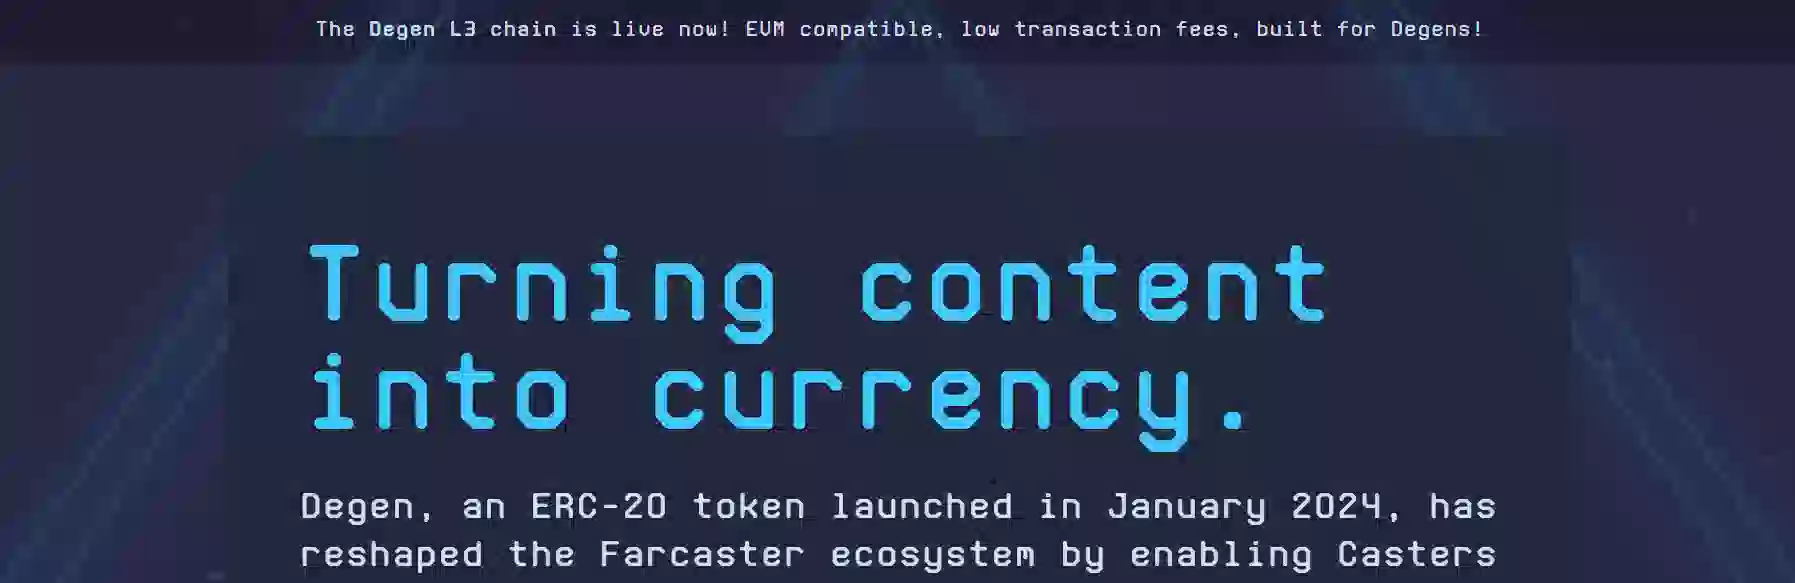 The Degen L3 chain is live now! EVM compatible, low transaction fees, built for Degens!
Turning content
into currency.
Degen, an ERC-20 token launched in January 2024, has
reshaped the Farcaster ecosystem by enabling Casters